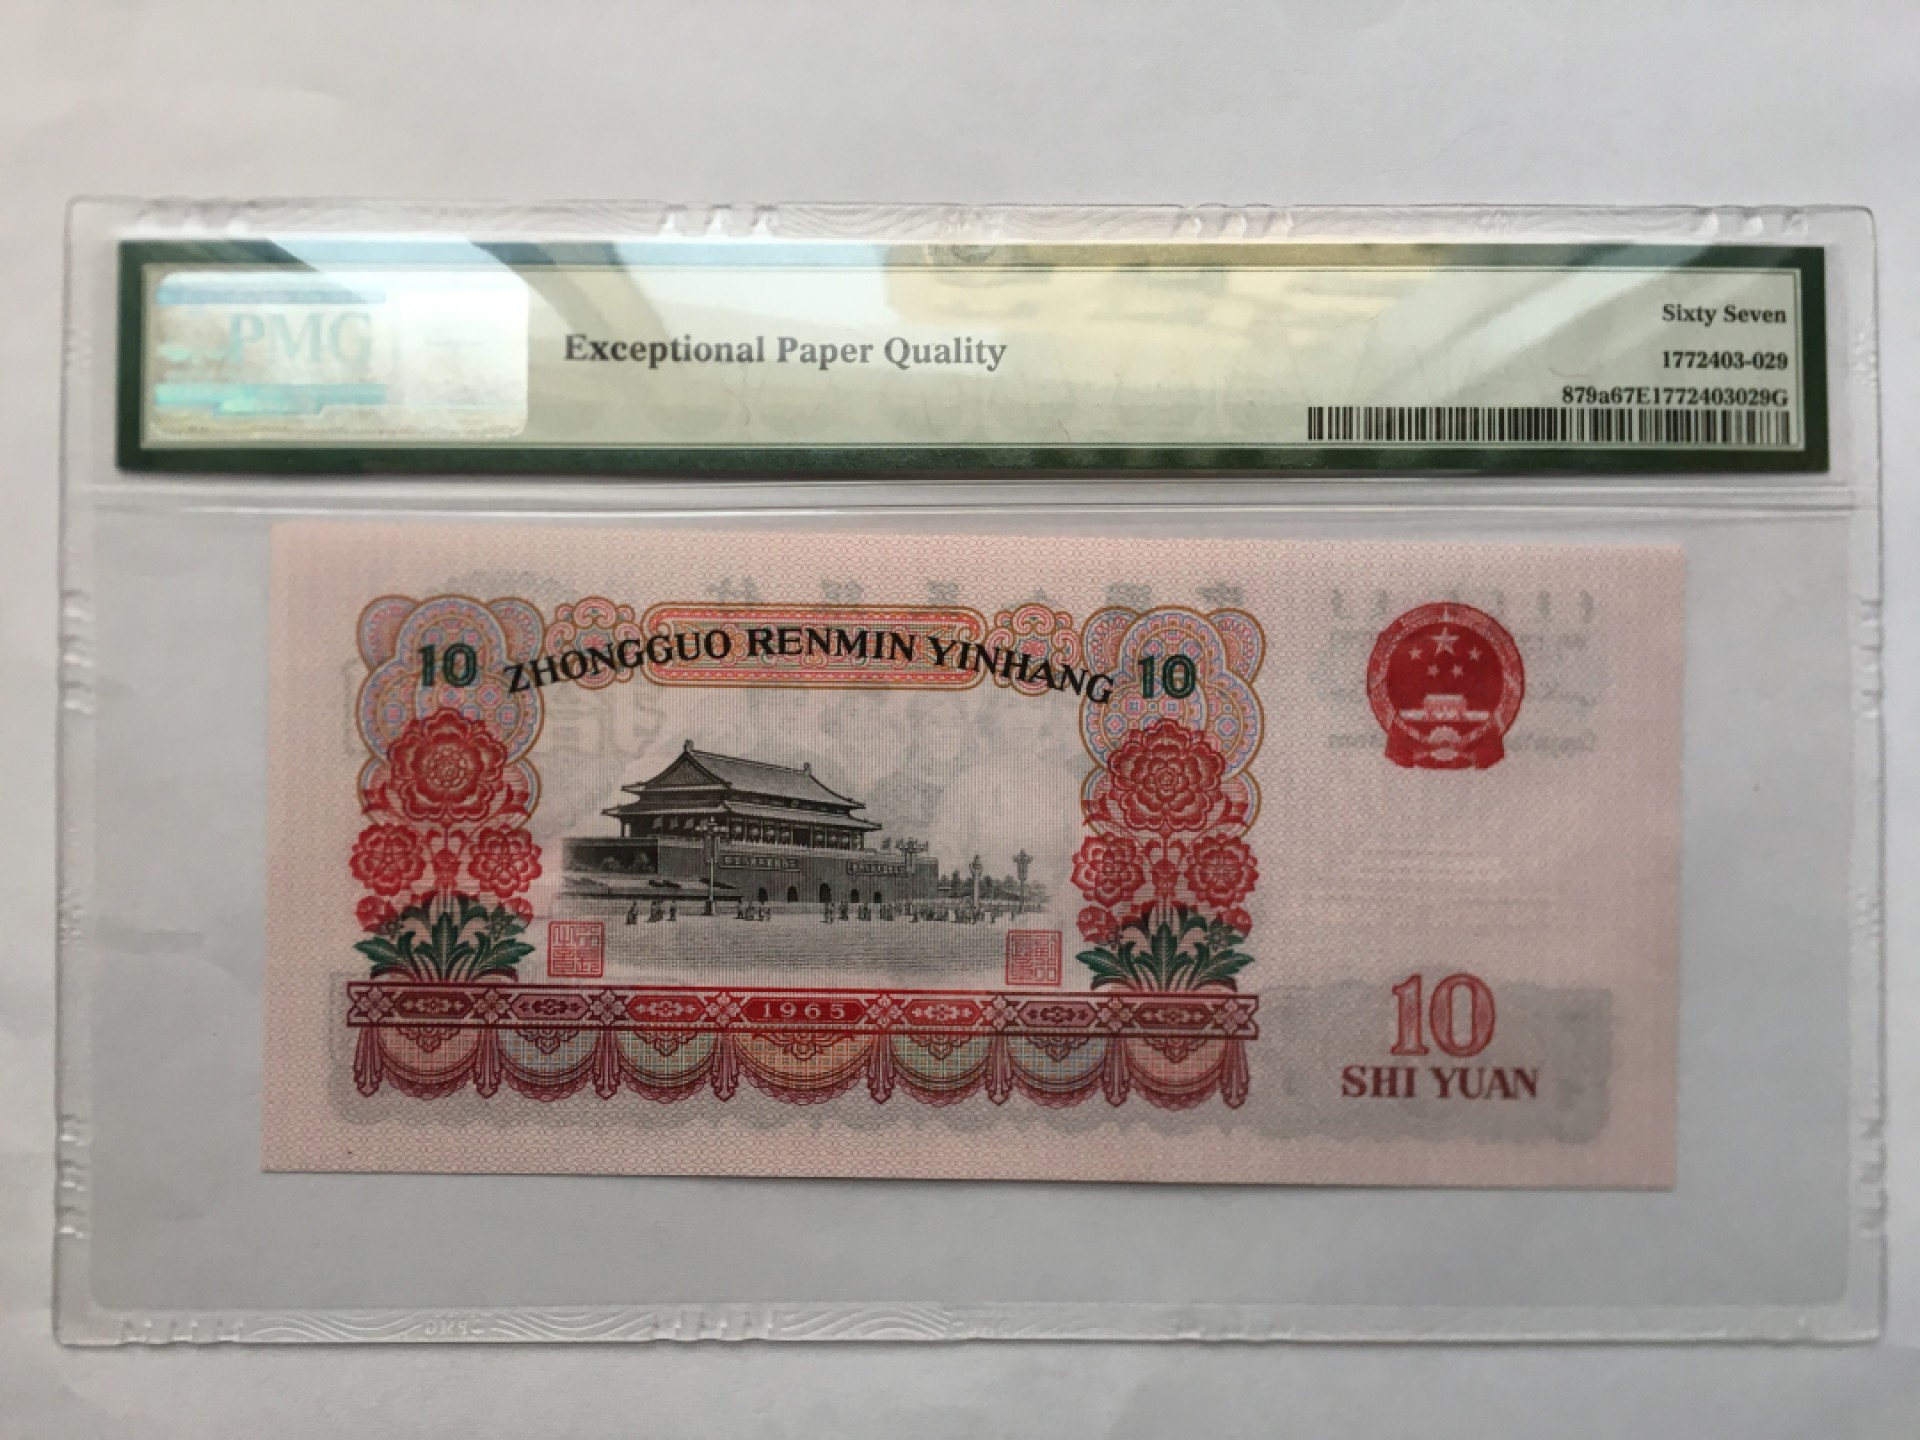 PMG
Exceptional Paper Quality
Sixty Seven
1772403-029
879a67E1772403029G
10 ZHONGGUO RENMIN YINHANG 10
1965
10
SHI YUAN